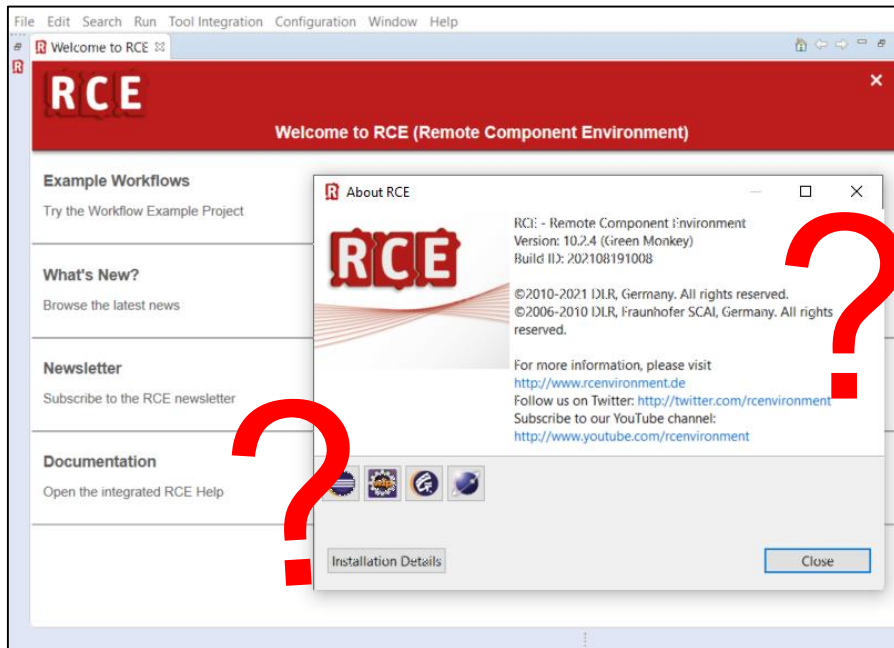 File Edit Search Run Tool Integration Configuration Window Help
Welcome to RCE
RCE
Welcome to RCE (Remote Component Environment)
Example Workflows
Try the Workflow Example Project
What's New?
Browse the latest news
Newsletter
Subscribe to the RCE newsletter
Documentation
Open the integrated RCE Help
About RCE
RCE
RCE - Remote Component Environment
Version: 10.2.4 (Green Monkey)
Build ID: 202108191008
©2010-2021 DLR, Germany. All rights reserved.
©2006-2010 DLR, Fraunhofer SCAI, Germany. All rights
reserved.
For more information, please visit
http://www.rcenvironment.de
Follow us on Twitter: http://twitter.com/rcenvironment
Subscribe to our YouTube channel:
http://www.youtube.com/rcenvironment
Installation Details
Close
?
?